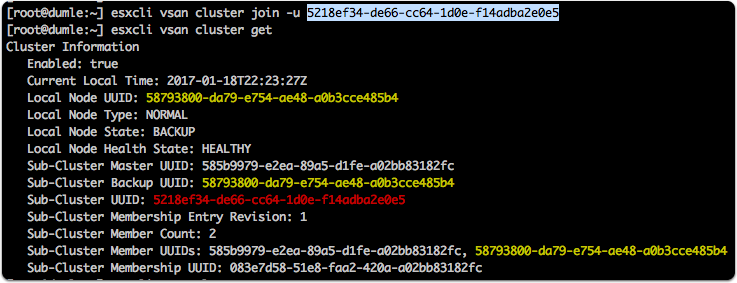 [root@dumle:~] esxcli vsan cluster join -u 5218ef34-de66-cc64-1d0e-f14adba2e0e5
[root@dumle:~] esxcli vsan cluster get
Cluster Information
Enabled: true
Current Local Time: 2017-01-18T22:23:27Z
Local Node UUID: 58793800-da79-e754-ae48-a0b3cce485b4
Local Node Type: NORMAL
Local Node State: BACKUP
Local Node Health State: HEALTHY
Sub-Cluster Master UUID: 585b9979-e2ea-89a5-d1fe-a02bb83182fc
Sub-Cluster Backup UUID: 58793800-da79-e754-ae48-a0b3cce485b4
Sub-Cluster UUID: 5218ef34-de66-cc64-1d0e-f14adba2e0e5
Sub-Cluster Membership Entry Revision: 1
Sub-Cluster Member Count: 2
Sub-Cluster Member UUIDs: 585b9979-e2ea-89a5-d1fe-a02bb83182fc, 58793800-da79-e754-ae48-a0b3cce485b4
Sub-Cluster Membership UUID: 083e7d58-51e8-faa2-420a-a02bb83182fc